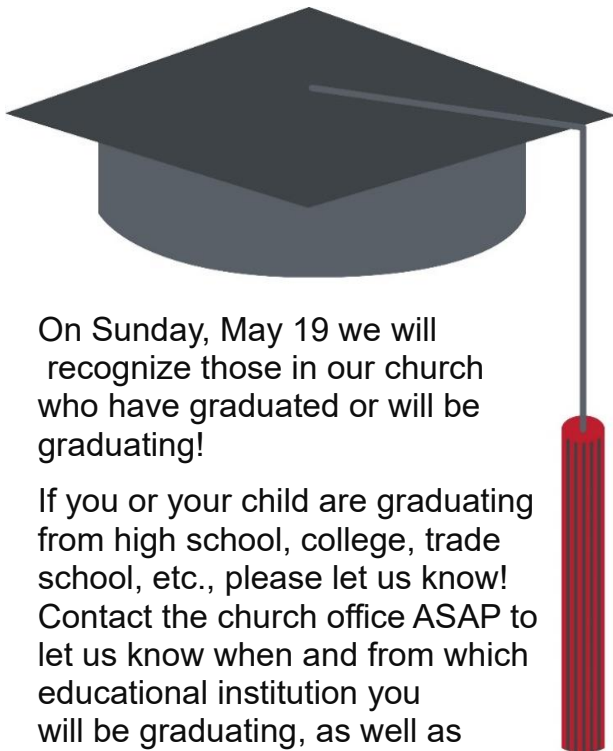 On Sunday, May 19 we will
recognize those in our church
who have graduated or will be
graduating!
If you or your child are graduating
from high school, college, trade
school, etc., please let us know!
Contact the church office ASAP to
let us know when and from which
educational institution you
will be graduating, as well as